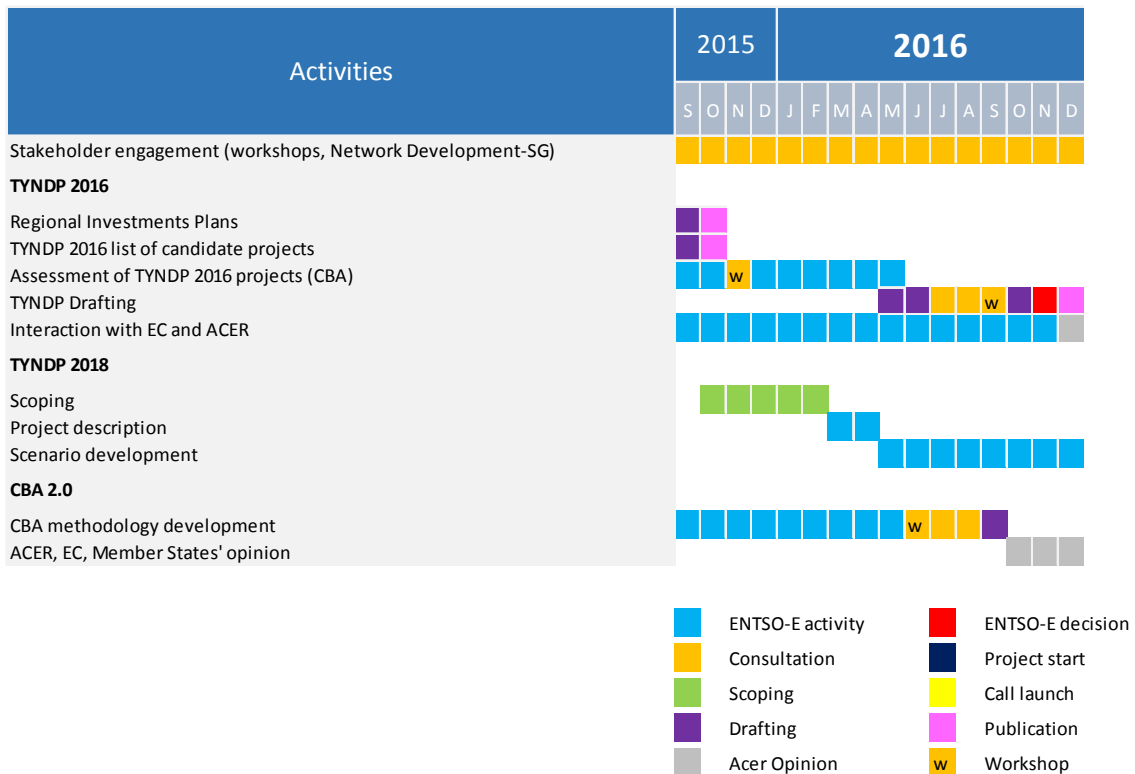 Activities
2015 2016
S O N D J F M A M J J A S O N D
Stakeholder engagement (workshops, Network Development-SG)
TYNDP 2016
Regional Investments Plans
TYNDP 2016 list of candidate projects
Assessment of TYNDP 2016 projects (CBA) w
TYNDP Drafting w
Interaction with EC and ACER
TYNDP 2018
Scoping
Project description
Scenario development
CBA 2.0
CBA methodology development w
ACER, EC, Member States' opinion
ENTSO-E activity ENTSO-E decision
Consultation Project start
Scoping Call launch
Drafting Publication
Acer Opinion w Workshop